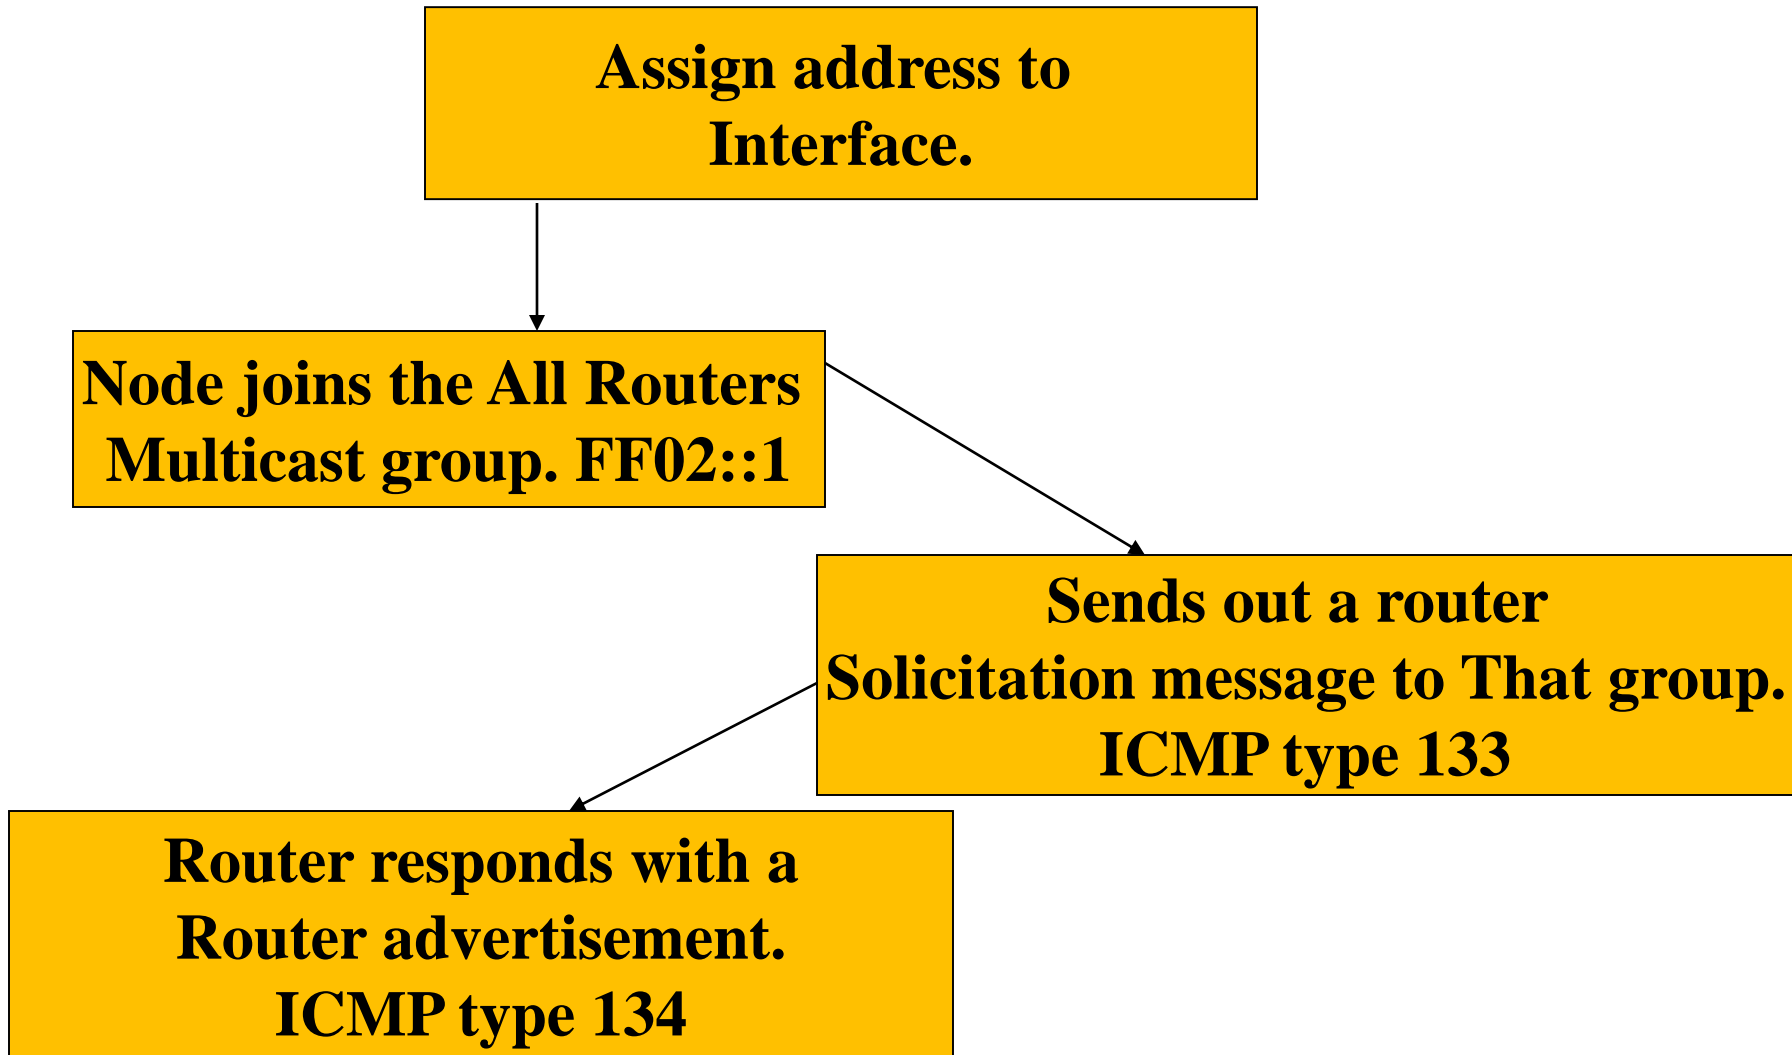 Assign address to
Interface.
Node joins the All Routers
Multicast group. FF02::1
Sends out a router
Solicitation message to That group.
ICMP type 133
Router responds with a
Router advertisement.
ICMP type 134